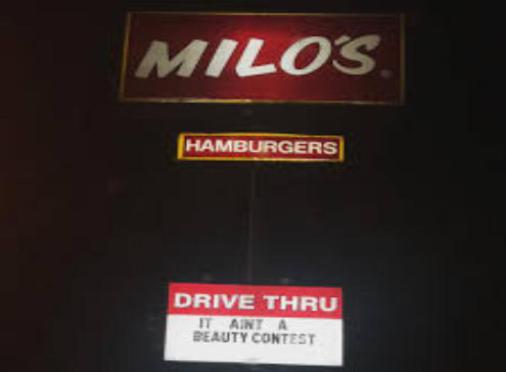 MILO'S
HAMBURGERS
DRIVE THRU
IT AINT A
BEAUTY CONTEST